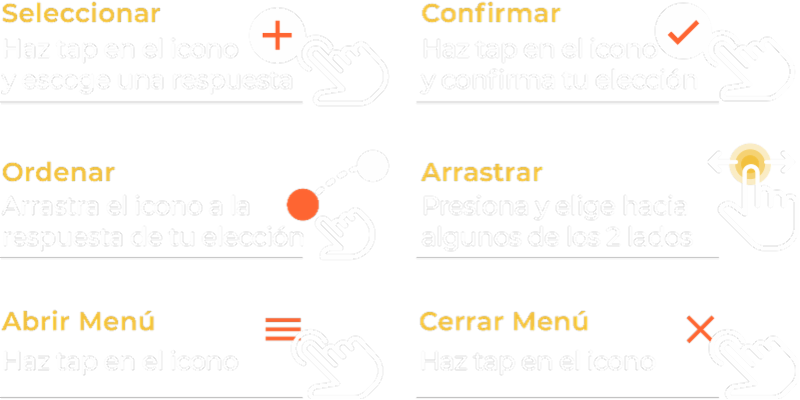 Seleccionar
Haz tap en el icono
y escoge una respuesta
Confirmar
Haz tap en el icono
y confirma tu elección
Ordenar
Arrastra el icono a la
respuesta de tu elección
Arrastrar
Presiona y elige hacia
algunos de los 2 lados
Abrir Menú
Haz tap en el icono
Cerrar Menú
Haz tap en el icono